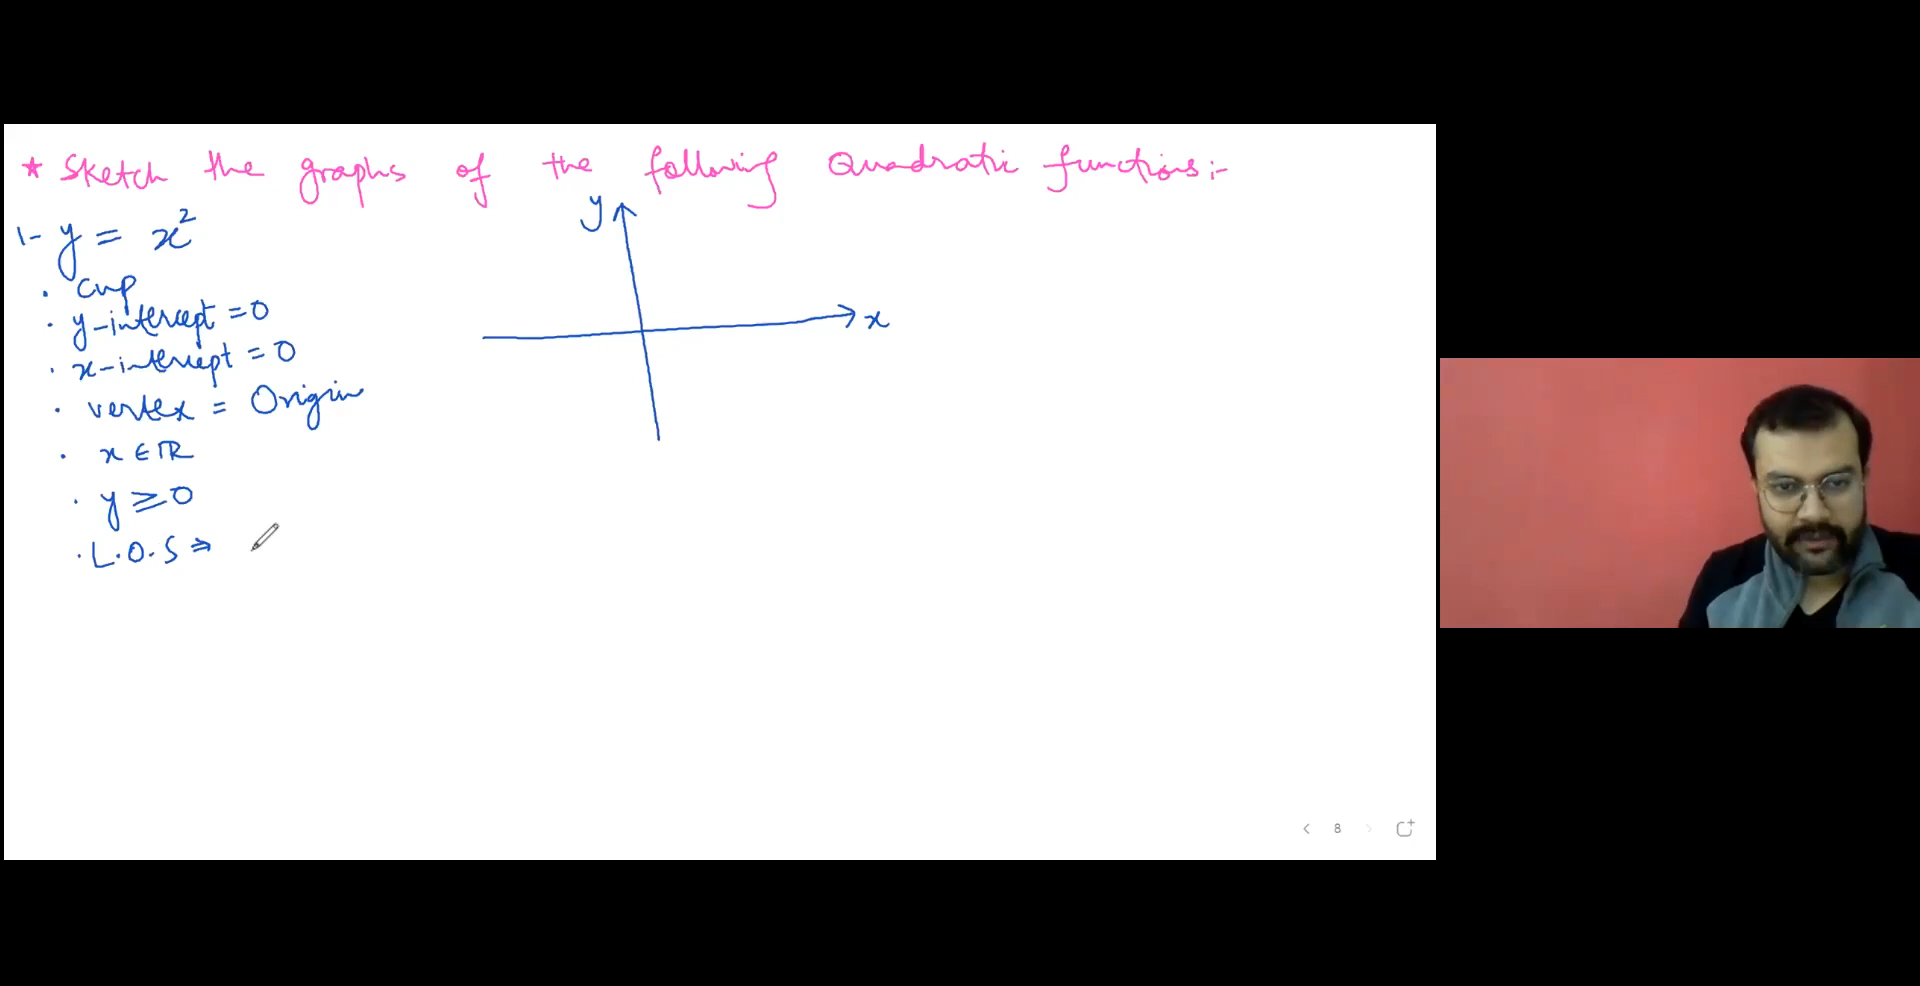 * Sketch the graphs of the following Quadratic functions:-
1- y = x²
· Cup
· y-intercept = 0
· x-intercept = 0
· vertex = Origin
· x ∈ ℝ
· y ≥ 0
· L.O.S ⇒
y
x
8